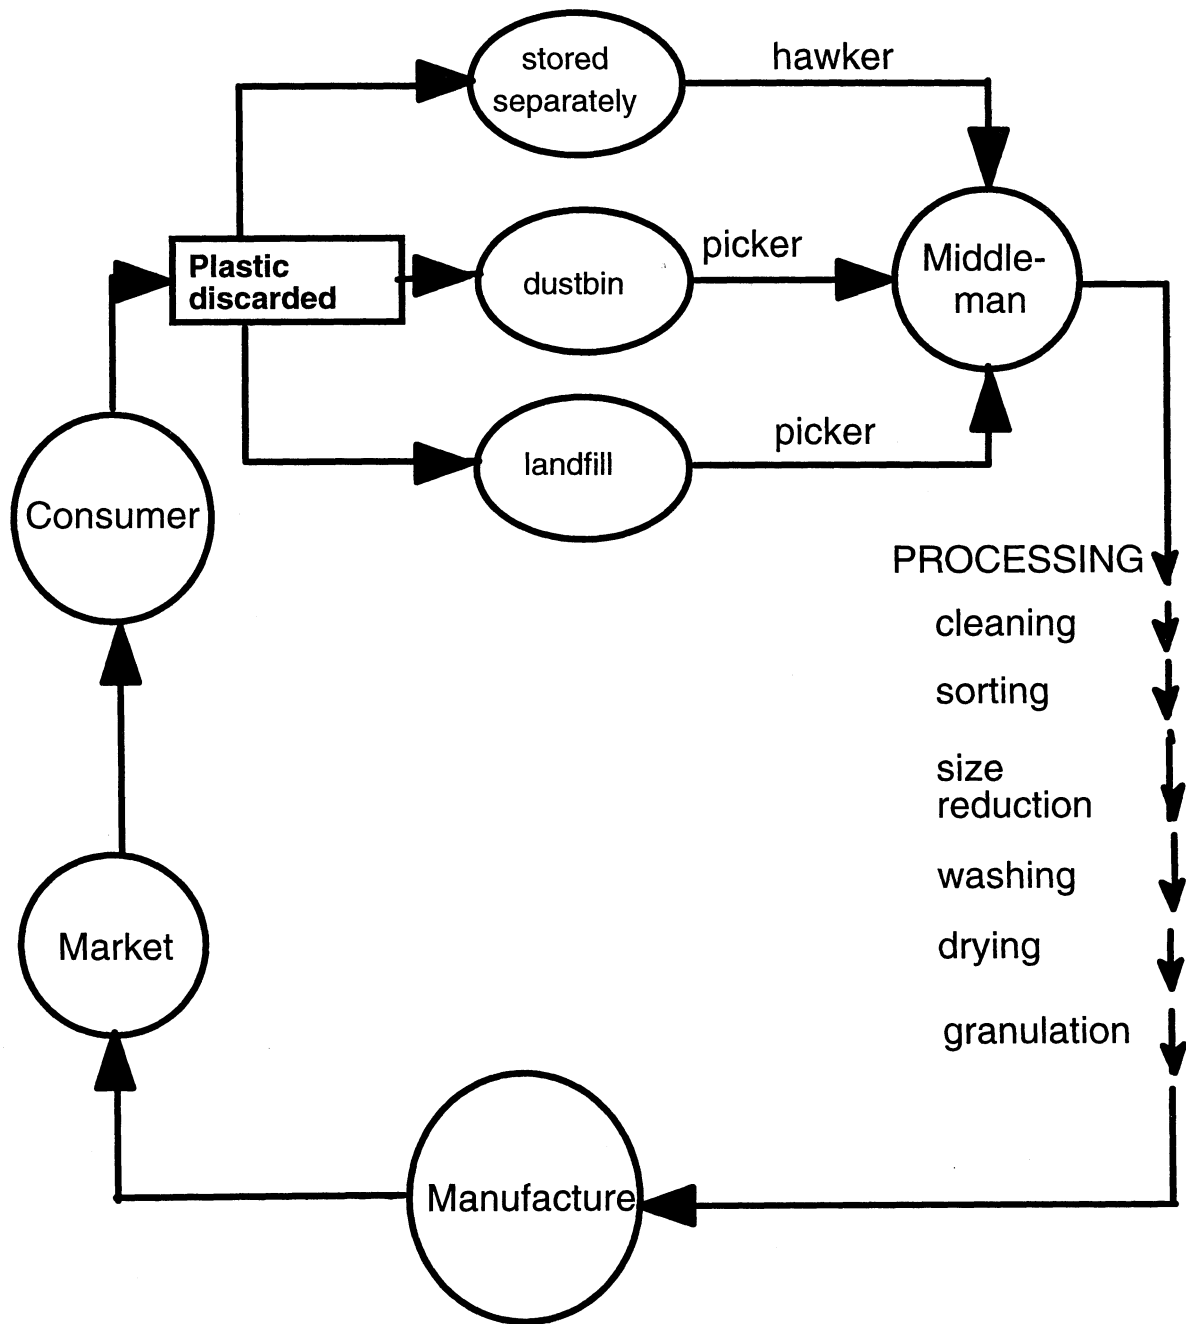 stored
separately
hawker
Plastic
discarded
dustbin
picker
Middle-
man
landfill
picker
Consumer
PROCESSING
cleaning
sorting
size
reduction
washing
drying
granulation
Market
Manufacture